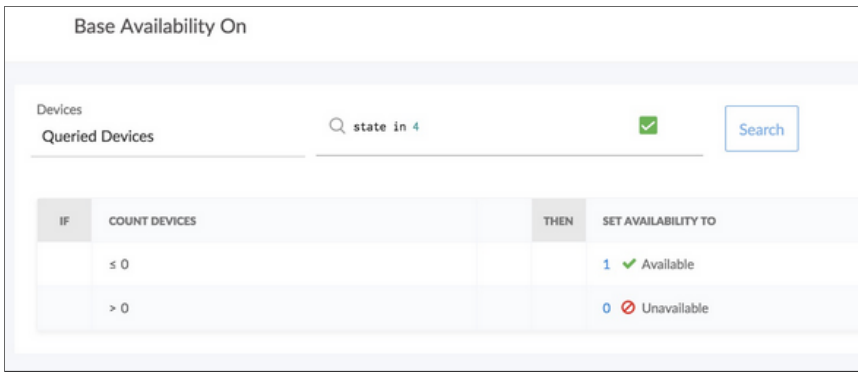 Base Availability On
Devices
Queried Devices
state in 4
Search
IF COUNT DEVICES THEN SET AVAILABILITY TO
≤ 0 1 Available
> 0 0 Unavailable